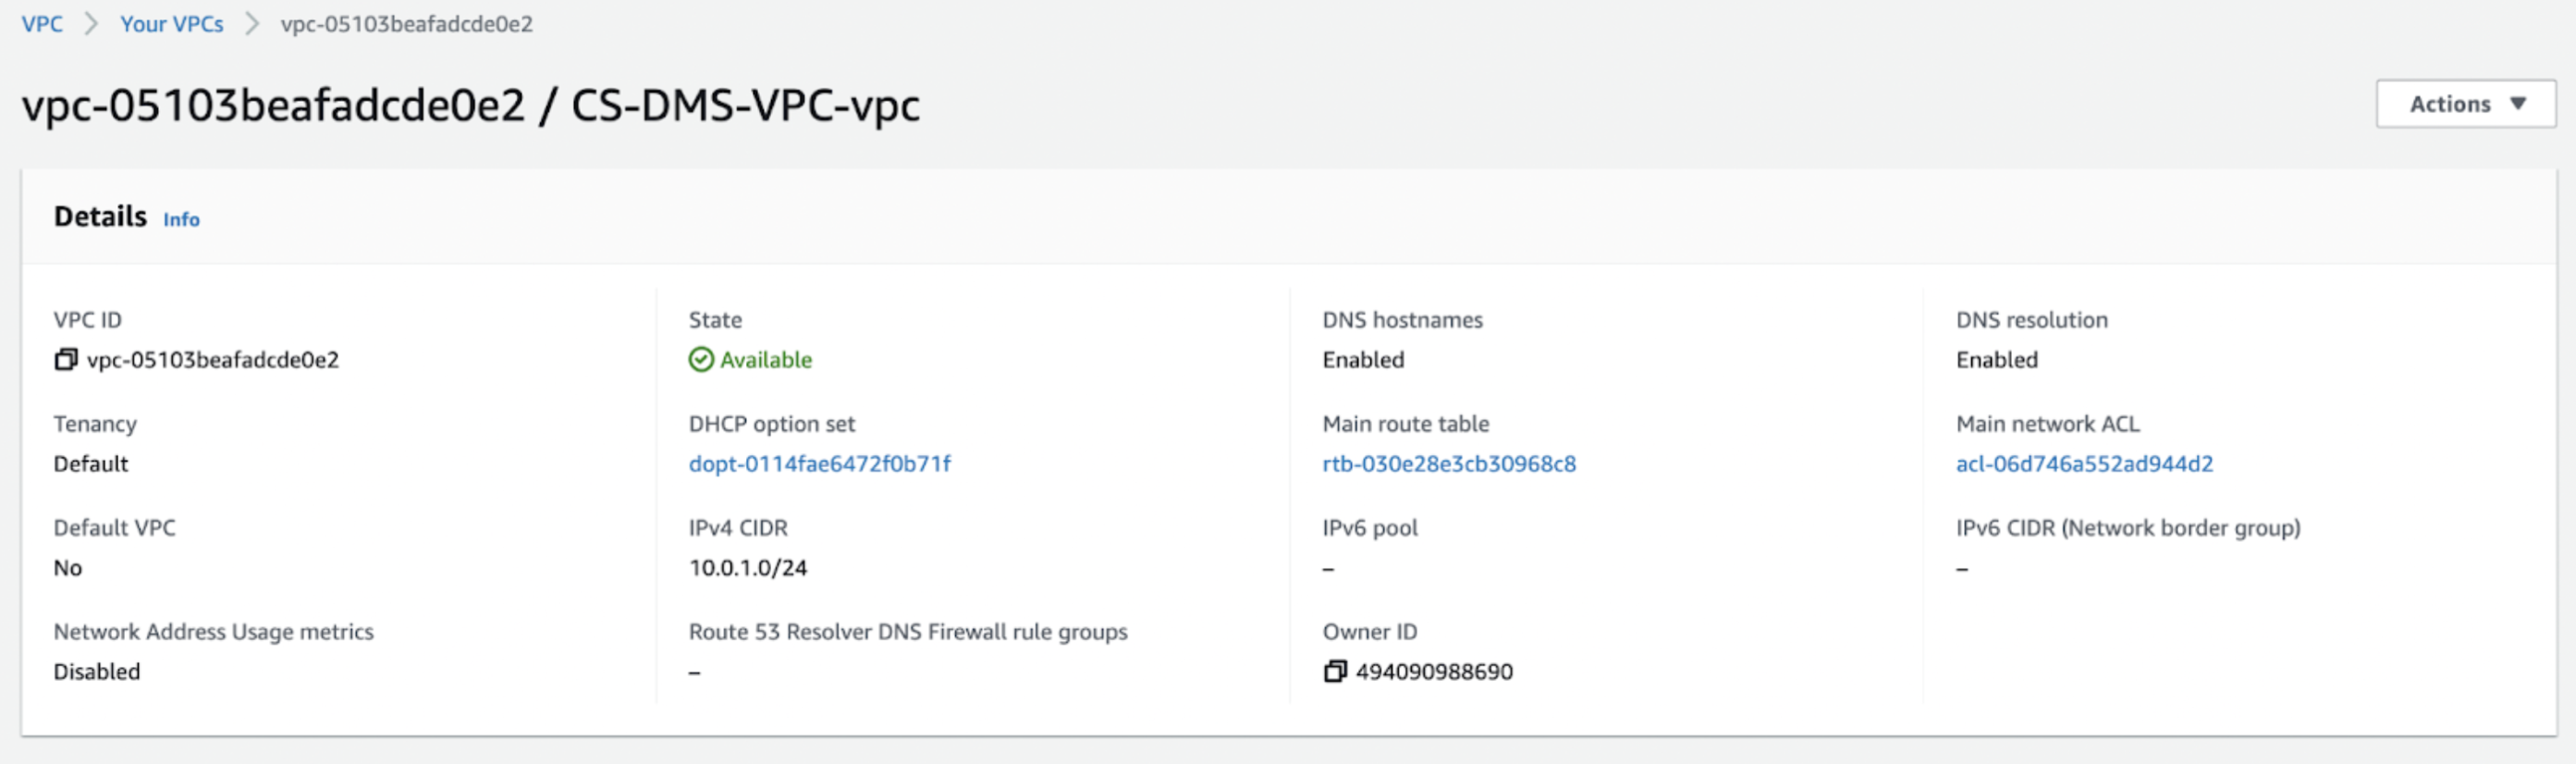 VPC > Your VPCs > vpc-05103beafadcde0e2
vpc-05103beafadcde0e2 / CS-DMS-VPC-vpc
Actions ▼
Details Info
VPC ID
vpc-05103beafadcde0e2
State
Available
DNS hostnames
Enabled
DNS resolution
Enabled
Tenancy
Default
DHCP option set
dopt-0114fae6472f0b71f
Main route table
rtb-030e28e3cb30968c8
Main network ACL
acl-06d746a552ad944d2
Default VPC
No
IPv4 CIDR
10.0.1.0/24
IPv6 pool
–
IPv6 CIDR (Network border group)
–
Network Address Usage metrics
Disabled
Route 53 Resolver DNS Firewall rule groups
–
Owner ID
494090988690